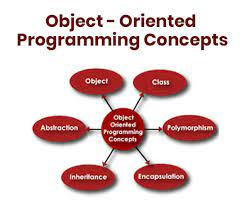 Object - Oriented
Programming Concepts
Object
Class
Abstraction
Object
Oriented
Programming
Concepts
Polymorphism
Inheritance
Encapsulation